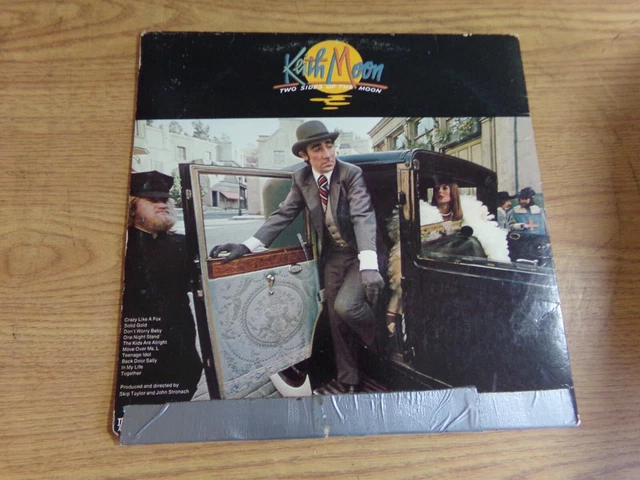 Keith Moon
TWO SIDES OF THE MOON
Crazy Like A Fox
Solid Gold
Don't Worry Baby
One Night Stand
The Kids Are Alright
Move Over Ms. L
Teenage Idol
Back Door Sally
In My Life
Together
Produced and directed by
Skip Taylor and John Stronach